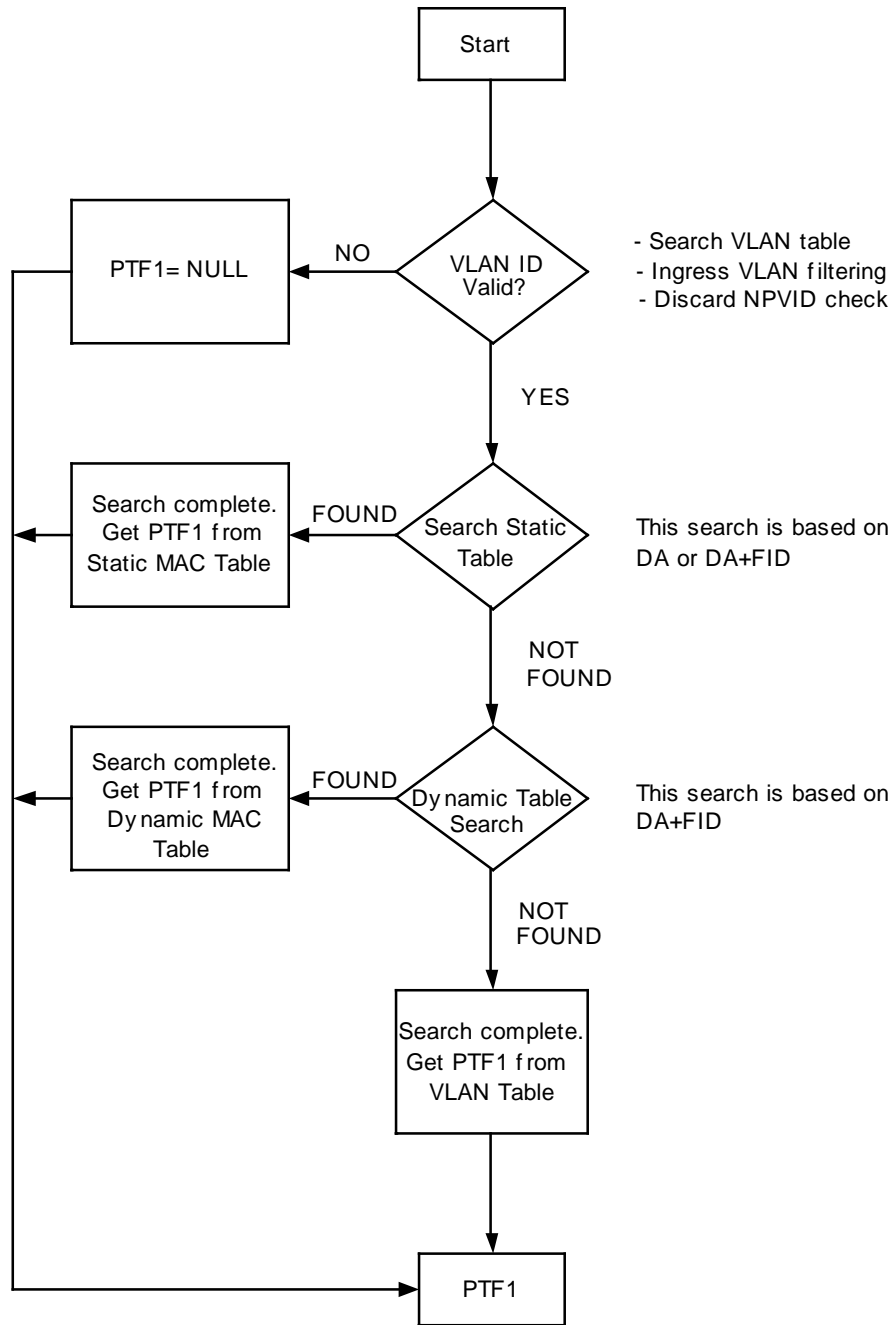 Start
PTF1= NULL
NO
VLAN ID
Valid?
- Search VLAN table
- Ingress VLAN filtering
- Discard NPVID check
YES
Search complete.
Get PTF1 from
Static MAC Table
FOUND
Search Static
Table
This search is based on
DA or DA+FID
NOT
FOUND
Search complete.
Get PTF1 from
Dynamic MAC
Table
FOUND
Dynamic Table
Search
This search is based on
DA+FID
NOT
FOUND
Search complete.
Get PTF1 from
VLAN Table
PTF1